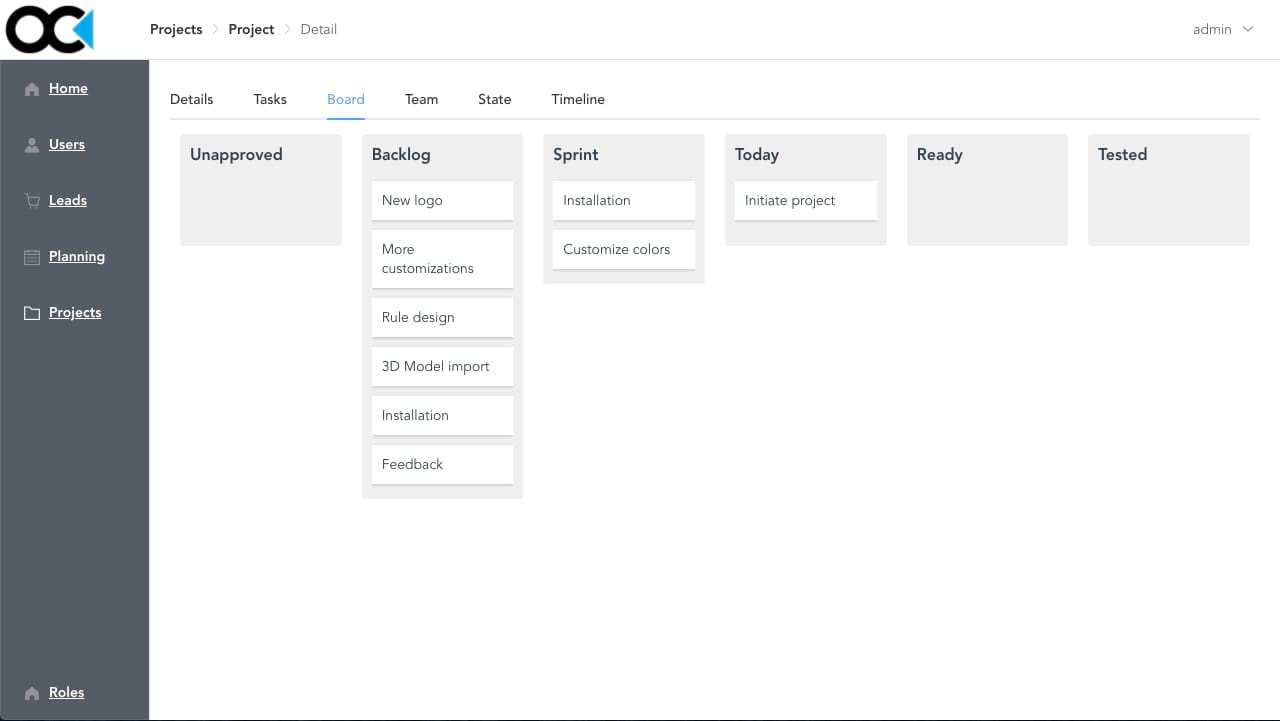 OC
Projects
Project
Detail
admin
Home
Users
Leads
Planning
Projects
Roles
Details
Tasks
Board
Team
State
Timeline
Unapproved
Backlog
New logo
More
customizations
Rule design
3D Model import
Installation
Feedback
Sprint
Installation
Customize colors
Today
Initiate project
Ready
Tested